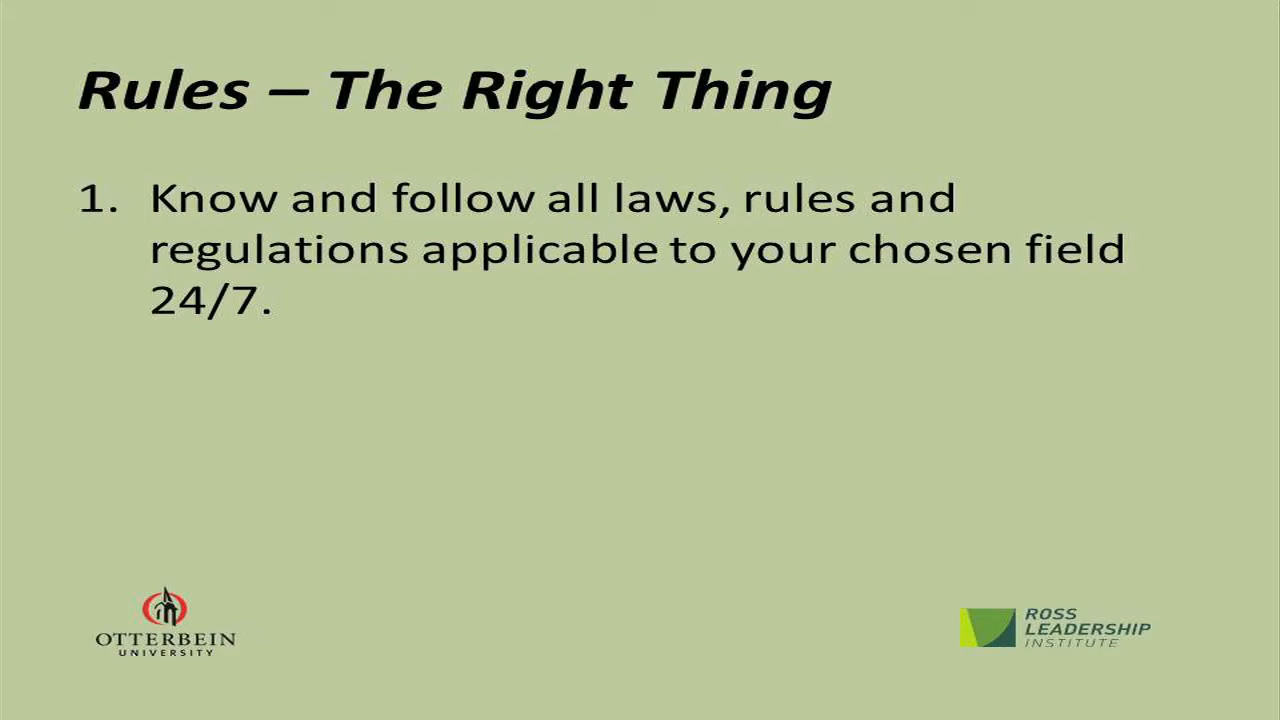 Rules – The Right Thing
1. Know and follow all laws, rules and
regulations applicable to your chosen field
24/7.
OTTERBEIN
UNIVERSITY
ROSS
LEADERSHIP
INSTITUTE